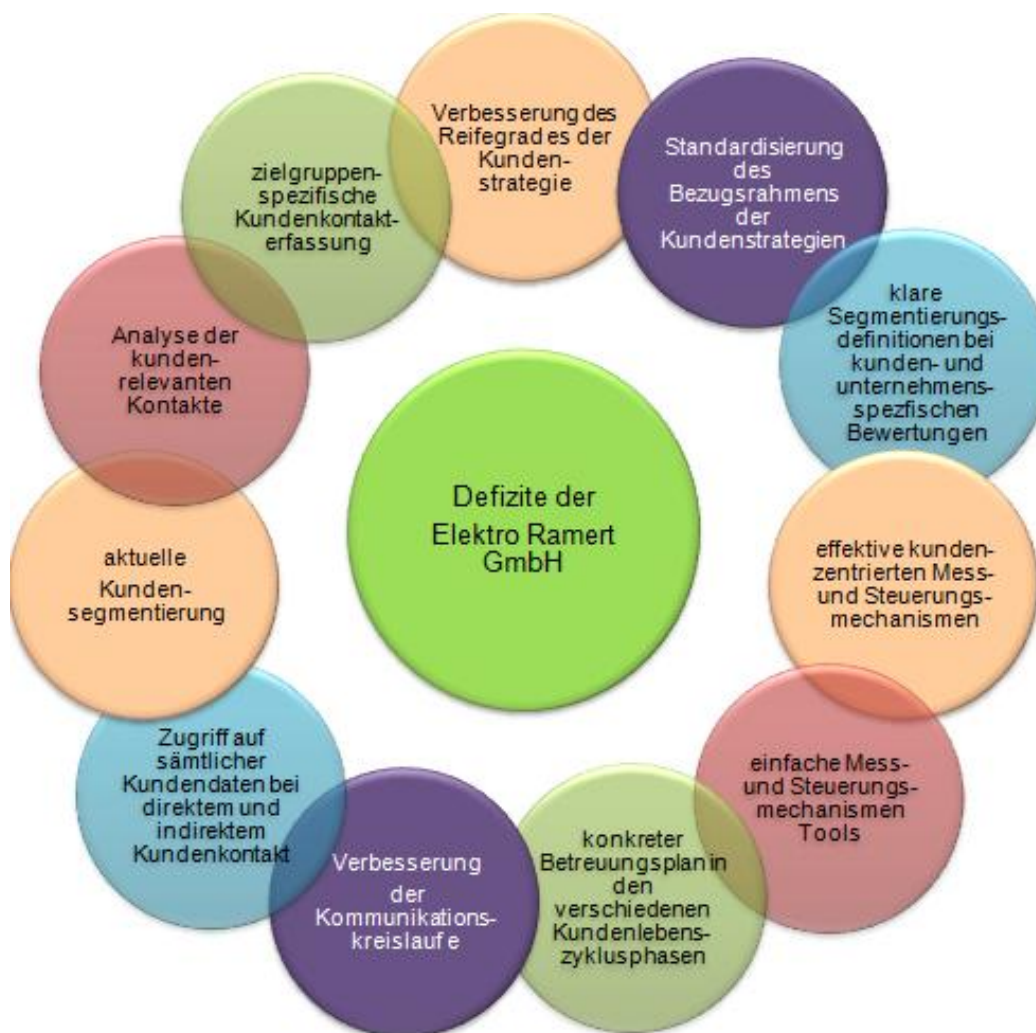 Verbesserung des
Reifegrades der
Kunden-
strategie
Standardisierung
des
Bezugsrahmens
der
Kundenstrategien
klare
Segmentierungs-
definitionen bei
kunden- und
unternehmens-
spezfischen
Bewertungen
effektive kunden-
zentrierten Mess-
und Steuerungs-
mechanismen
einfache Mess-
und Steuerungs-
mechanismen
Tools
konkreter
Betreuungsplan in
den
verschiedenen
Kundenlebens-
zyklusphasen
Verbesserung
der
Kommunikations-
kreislaufe
Zugriff auf
sämtlicher
Kundendaten bei
direktem und
indirektem
Kundenkontakt
aktuelle
Kunden-
segmentierung
Analyse der
kunden-
relevanten
Kontakte
zielgruppen-
spezifische
Kundenkontakt-
erfassung
Defizite der
Elektro Ramert
GmbH